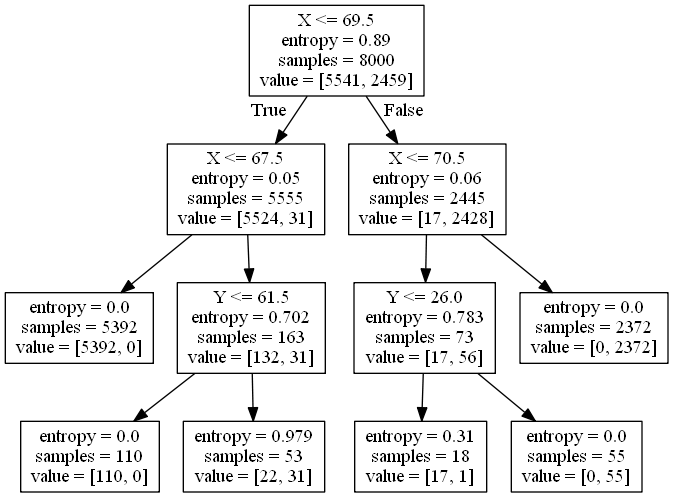 X <= 69.5
entropy = 0.89
samples = 8000
value = [5541, 2459]
True
False
X <= 67.5
entropy = 0.05
samples = 5555
value = [5524, 31]
X <= 70.5
entropy = 0.06
samples = 2445
value = [17, 2428]
entropy = 0.0
samples = 5392
value = [5392, 0]
Y <= 61.5
entropy = 0.702
samples = 163
value = [132, 31]
Y <= 26.0
entropy = 0.783
samples = 73
value = [17, 56]
entropy = 0.0
samples = 2372
value = [0, 2372]
entropy = 0.0
samples = 110
value = [110, 0]
entropy = 0.979
samples = 53
value = [22, 31]
entropy = 0.31
samples = 18
value = [17, 1]
entropy = 0.0
samples = 55
value = [0, 55]